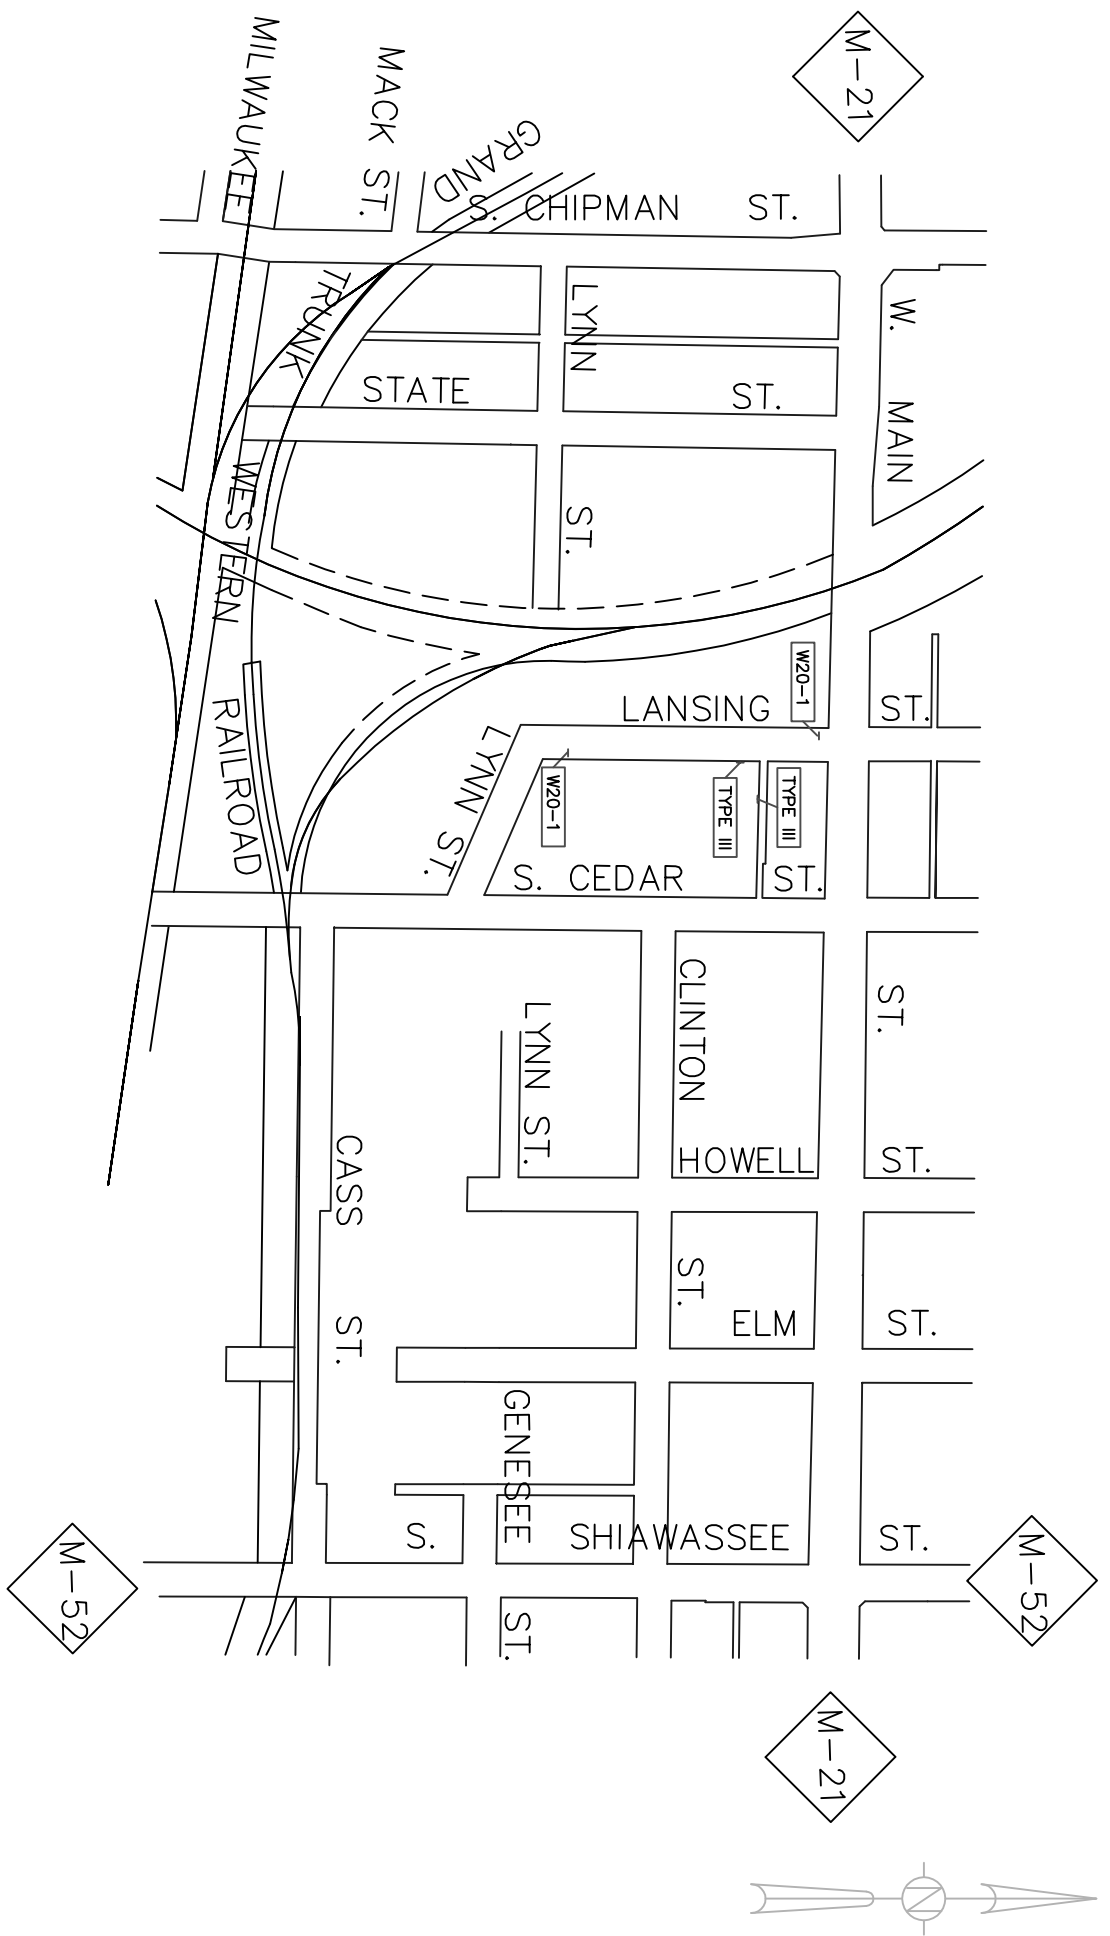 M-21
MILWAUKEE
MACK ST.
GRAND
S. CHIPMAN ST.
TRUNK
LYNN
W. MAIN
STATE ST.
WESTERN
ST.
W20-1
RAILROAD
LANSING ST.
LYNN ST.
W20-1
TYPE III
TYPE III
S. CEDAR ST.
CLINTON
ST.
LYNN ST.
CASS ST.
HOWELL ST.
ST.
ELM ST.
GENESEE
S. SHIAWASSEE ST.
M-52
M-52
ST.
M-21
N